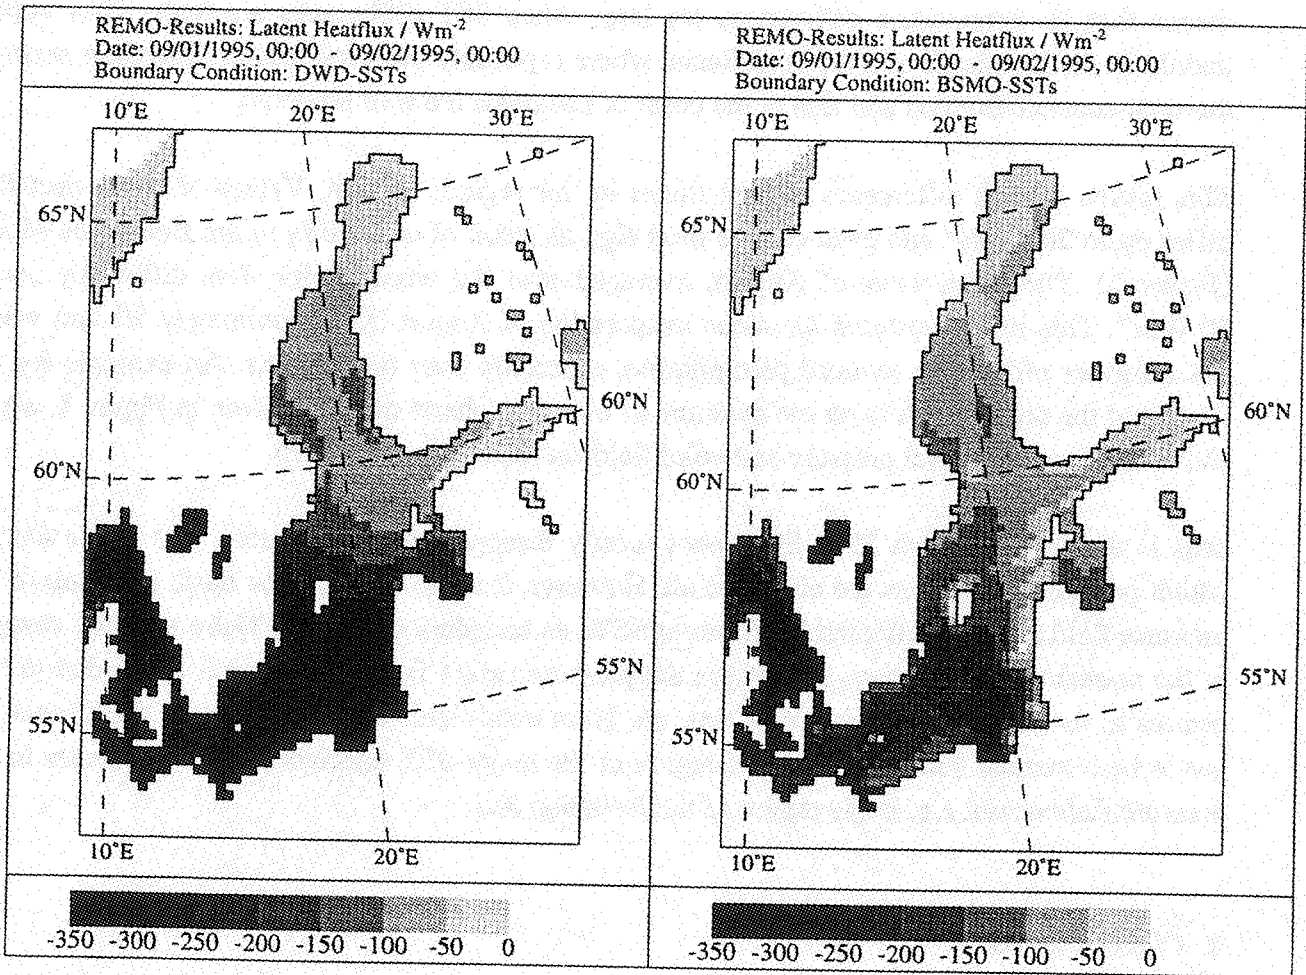 REMO-Results: Latent Heatflux / Wm-2
Date: 09/01/1995, 00:00 - 09/02/1995, 00:00
Boundary Condition: DWD-SSTs
10°E 20°E 30°E
65°N
60°N
60°N
55°N
55°N
10°E 20°E
-350 -300 -250 -200 -150 -100 -50 0
REMO-Results: Latent Heatflux / Wm-2
Date: 09/01/1995, 00:00 - 09/02/1995, 00:00
Boundary Condition: BSMO-SSTs
10°E 20°E 30°E
65°N
60°N
60°N
55°N
55°N
10°E 20°E
-350 -300 -250 -200 -150 -100 -50 0